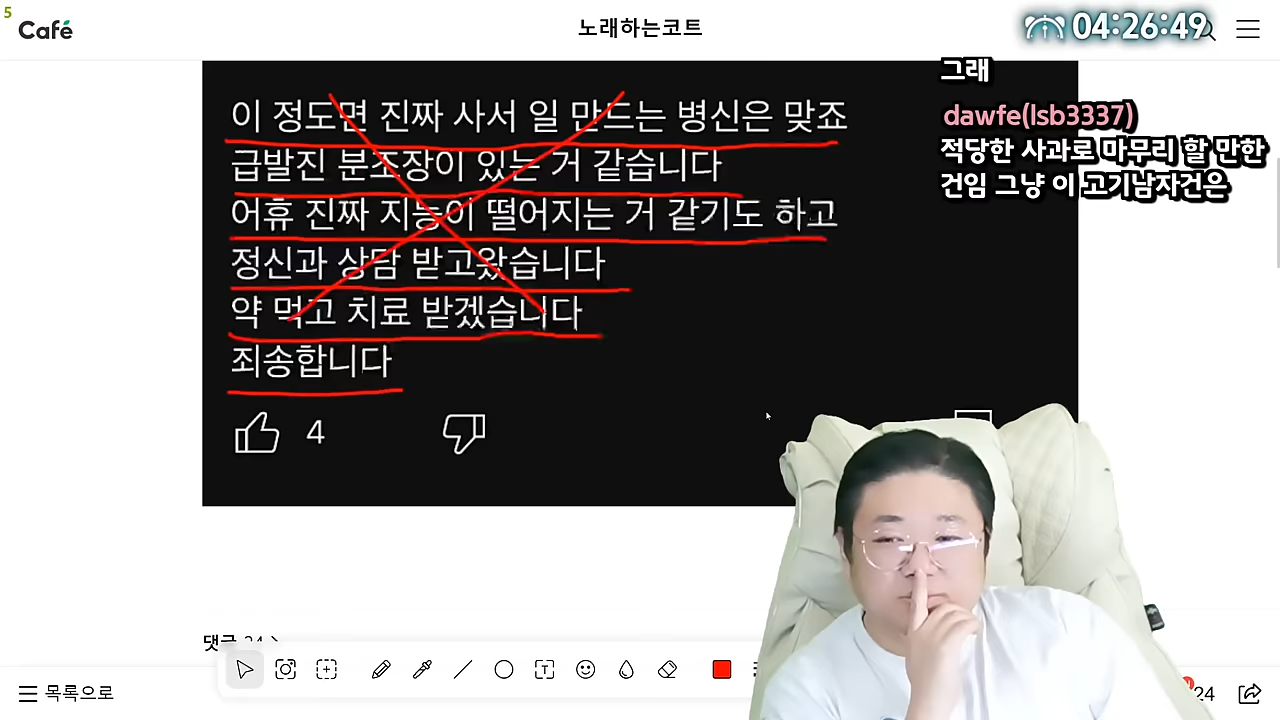 5
Café
노래하는코트
04:26:49
그래
dawfe(lsb3337)
적당한 사과로 마무리 할 만한
건임 그냥 이 고기남자건은
이 정도면 진짜 사서 일 만드는 병신은 맞죠
급발진 분조장이 있는 거 같습니다
어휴 진짜 지능이 떨어지는 거 같기도 하고
정신과 상담 받고왔습니다
약 먹고 치료 받겠습니다
죄송합니다
4
댓글 24
목록으로
24